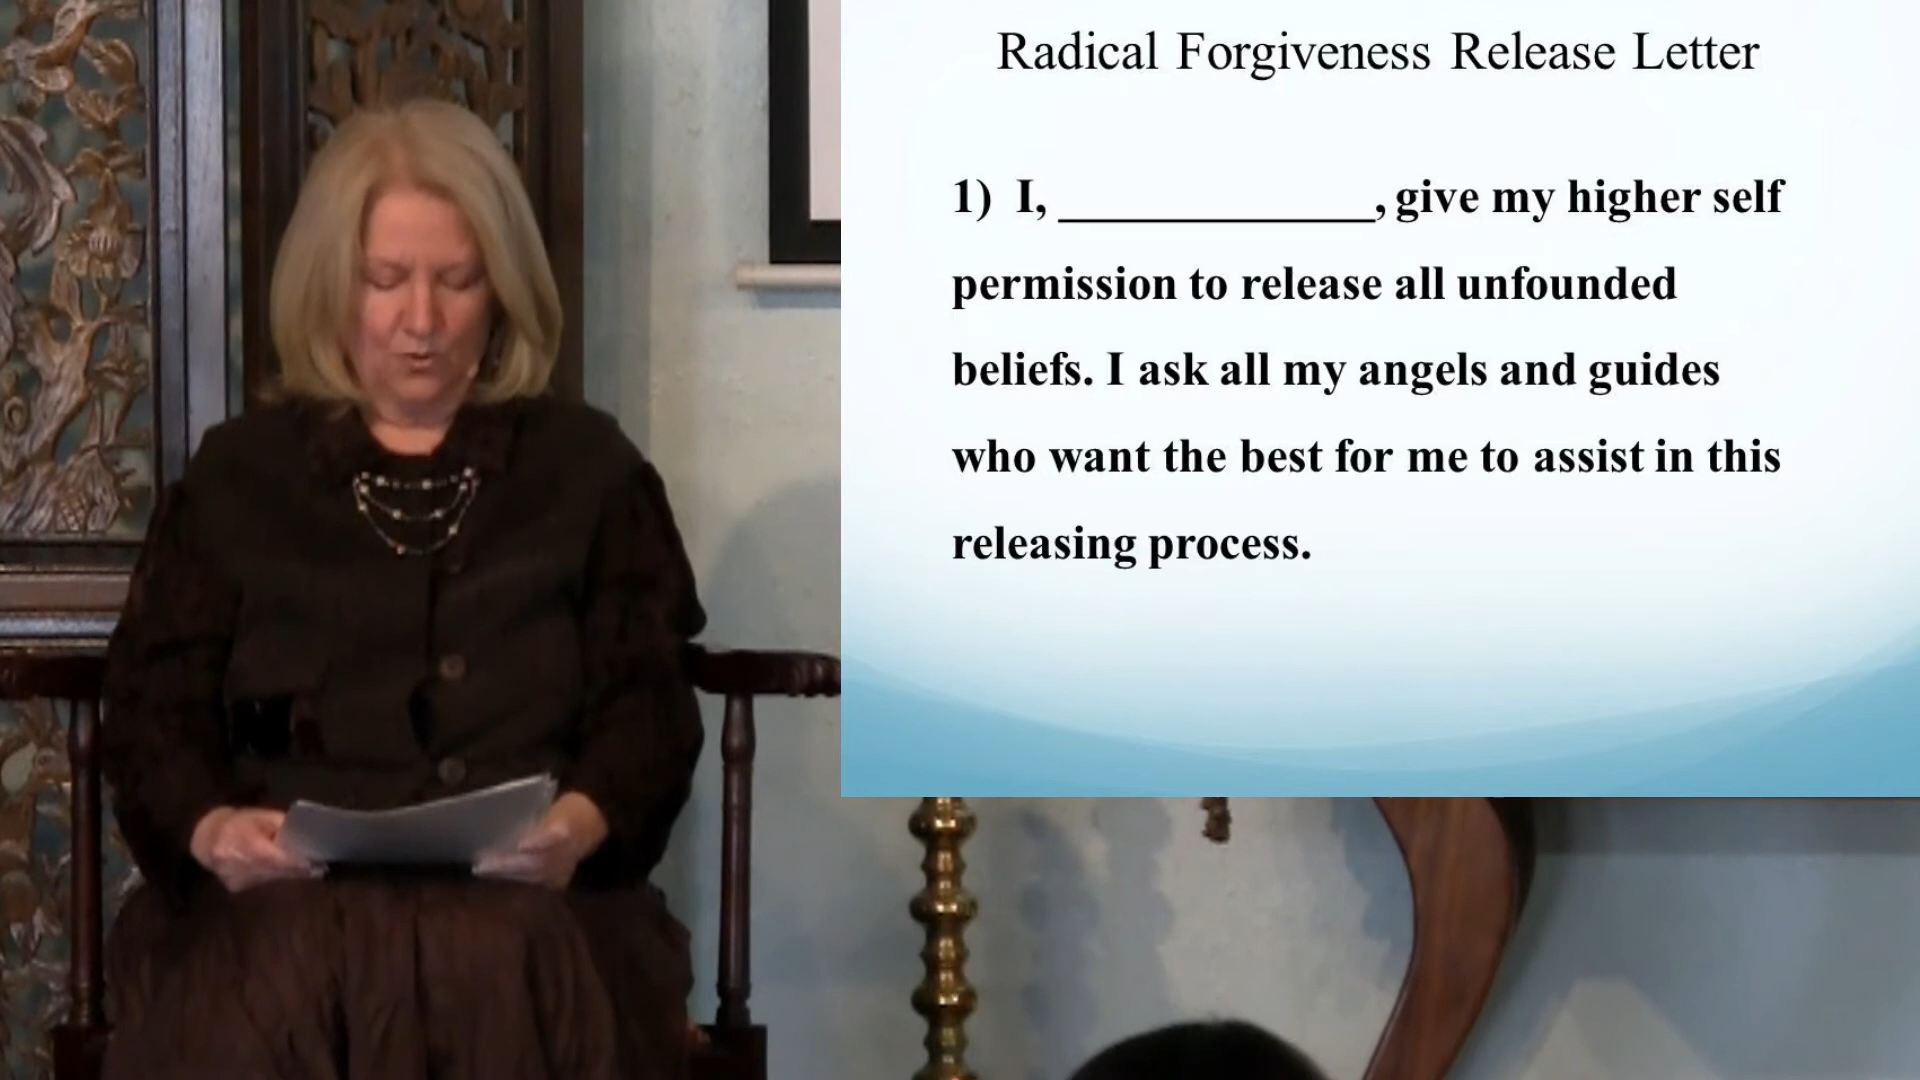 Radical Forgiveness Release Letter
1) I, _____________, give my higher self
permission to release all unfounded
beliefs. I ask all my angels and guides
who want the best for me to assist in this
releasing process.